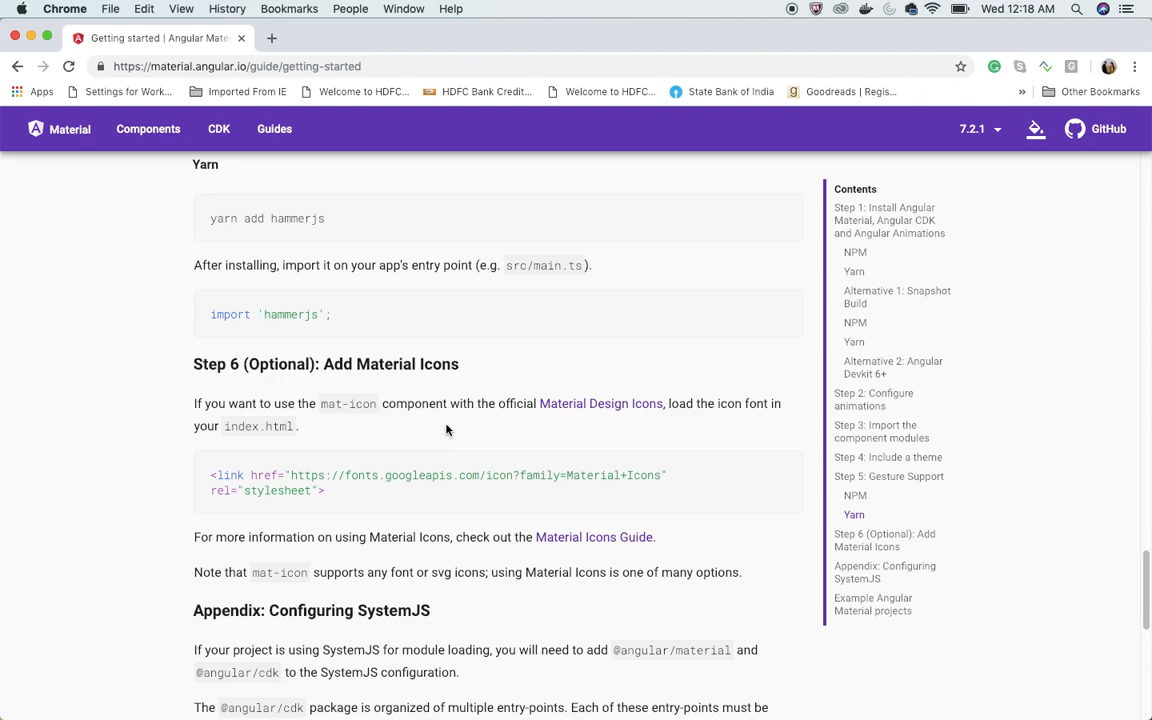 Chrome File Edit View History Bookmarks People Window Help Wed 12:18 AM
Getting started | Angular Mate
https://material.angular.io/guide/getting-started
Apps Settings for Work... Imported From IE Welcome to HDFC... HDFC Bank Credit... Welcome to HDFC... State Bank of India Goodreads | Regis... » Other Bookmarks
Material Components CDK Guides 7.2.1 GitHub
Yarn
yarn add hammerjs
After installing, import it on your app's entry point (e.g. src/main.ts).
import 'hammerjs';
Step 6 (Optional): Add Material Icons
If you want to use the mat-icon component with the official Material Design Icons, load the icon font in
your index.html.
<link href="https://fonts.googleapis.com/icon?family=Material+Icons"
rel="stylesheet">
For more information on using Material Icons, check out the Material Icons Guide.
Note that mat-icon supports any font or svg icons; using Material Icons is one of many options.
Appendix: Configuring SystemJS
If your project is using SystemJS for module loading, you will need to add @angular/material and
@angular/cdk to the SystemJS configuration.
The @angular/cdk package is organized of multiple entry-points. Each of these entry-points must be
Contents
Step 1: Install Angular
Material, Angular CDK
and Angular Animations
NPM
Yarn
Alternative 1: Snapshot
Build
NPM
Yarn
Alternative 2: Angular
Devkit 6+
Step 2: Configure
animations
Step 3: Import the
component modules
Step 4: Include a theme
Step 5: Gesture Support
NPM
Yarn
Step 6 (Optional): Add
Material Icons
Appendix: Configuring
SystemJS
Example Angular
Material projects